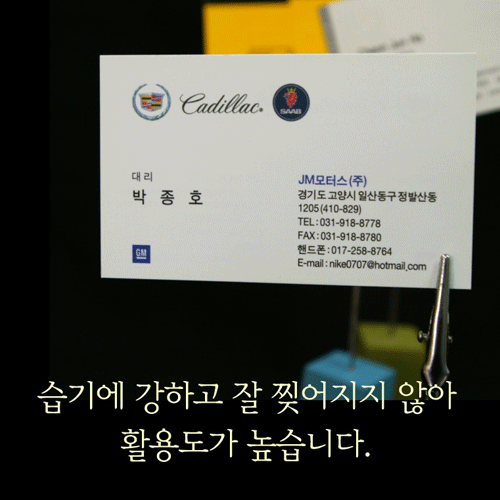 Cadillac®
SAAB
대리
박 종 호
JM모터스(주)
경기도 고양시 일산동구 정발산동
1205 (410-829)
TEL : 031-918-8778
FAX : 031-918-8780
핸드폰 : 017-258-8764
E-mail : nike0707@hotmail.com
GM
습기에 강하고 잘 찢어지지 않아
활용도가 높습니다.